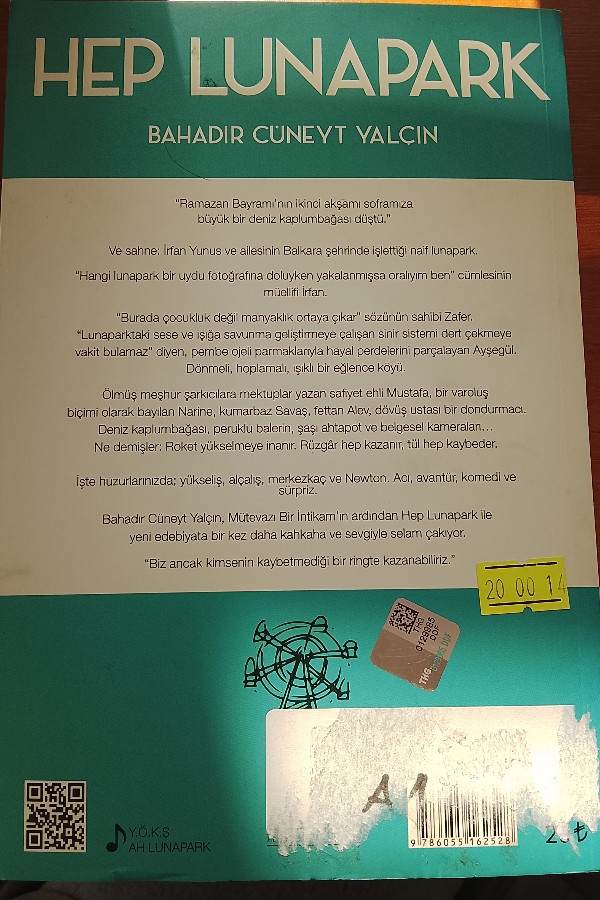 HEP LUNAPARK
BAHADIR CÜNEYT YALÇIN
"Ramazan Bayramı'nın ikinci akşamı soframıza
büyük bir deniz kaplumbağası düştü."
Ve sahne: İrfan Yunus ve ailesinin Balkara şehrinde işlettiği naif lunapark.
"Hangi lunapark bir uydu fotoğrafına doluyken yakalanmışsa oralıyım ben" cümlesinin
müellifi İrfan.
"Burada çocukluk değil manyaklık ortaya çıkar" sözünün sahibi Zafer.
"Lunaparktaki sese ve ışığa savunma geliştirmeye çalışan sinir sistemi dert çekmeye
vakit bulamaz" diyen, pembe ojeli parmaklarıyla hayal perdelerini parçalayan Ayşegül.
Dönmeli, hoplamalı, ışıklı bir eğlence köyü.
Ölmüş meşhur şarkıcılara mektuplar yazan safiyet ehli Mustafa, bir varoluş
biçimi olarak bayılan Narine, kumarbaz Savaş, fettan Alev, dövüş ustası bir dondurmacı.
Deniz kaplumbağası, peruklu balerin, şaşı ahtapot ve belgesel kameraları...
Ne demişler: Roket yükselmeye inanır. Rüzgâr hep kazanır, tül hep kaybeder.
İşte huzurlarınızda; yükseliş, alçalış, merkezkaç ve Newton. Acı, avantür, komedi ve
sürpriz.
Bahadır Cüneyt Yalçın, Mütevazı Bir İntikam'ın ardından Hep Lunapark ile
yeni edebiyata bir kez daha kahkaha ve sevgiyle selam çakıyor.
"Biz ancak kimsenin kaybetmediği bir ringte kazanabiliriz."
20 00 14
THG
0129985
DOF
THG
A 1
Y.Ö.K.S
AH LUNAPARK
9 786055 162528